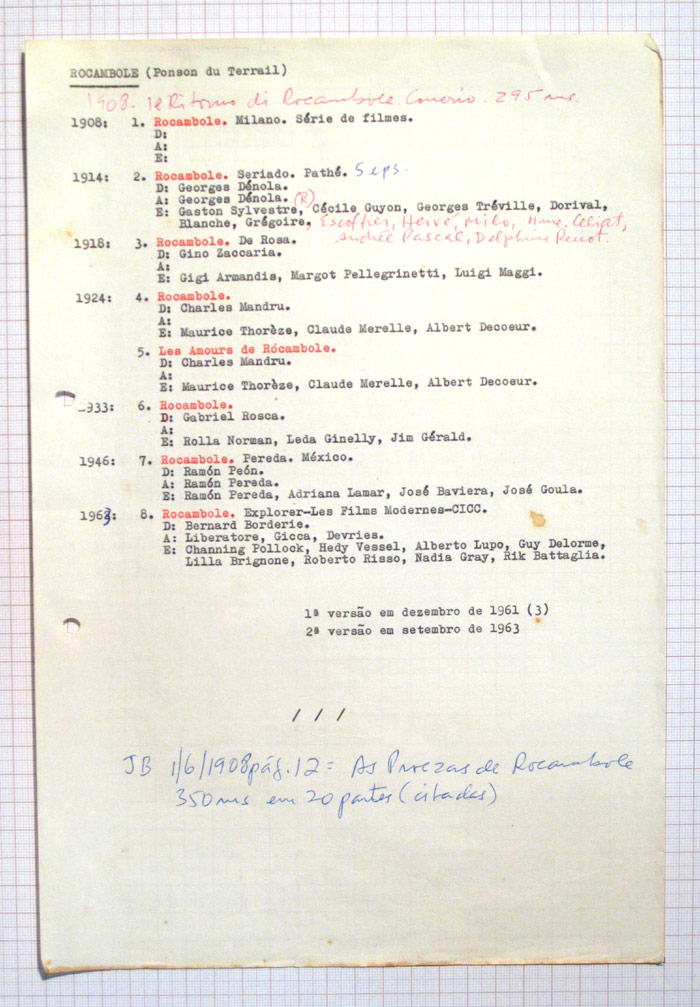 ROCAMBOLE (Ponson du Terrail)
1908. Il Ritorno di Rocambole. Comerio. 295 ms.
1908: 1. Rocambole. Milano. Série de filmes.
D:
A:
E:
1914: 2. Rocambole. Seriado. Pathé. 5 eps.
D: Georges Dénola.
A: Georges Dénola. (R)
E: Gaston Sylvestre, Cécile Guyon, Georges Tréville, Dorival,
Blanche, Grégoire, Escoffier, Hervé, Milo, Mme. Céliat,
Andrée Pascal, Delphine Renot.
1918: 3. Rocambole. De Rosa.
D: Gino Zaccaria.
A:
E: Gigi Armandis, Margot Pellegrinetti, Luigi Maggi.
1924: 4. Rocambole.
D: Charles Mandru.
A:
E: Maurice Thorèze, Claude Merelle, Albert Decoeur.
5. Les Amours de Rócambole.
D: Charles Mandru.
A:
E: Maurice Thorèze, Claude Merelle, Albert Decoeur.
1933: 6. Rocambole.
D: Gabriel Rosca.
A:
E: Rolla Norman, Leda Ginelly, Jim Gérald.
1946: 7. Rocambole. Pereda. México.
D: Ramón Peón.
A: Ramón Pereda.
E: Ramón Pereda, Adriana Lamar, José Baviera, José Goula.
1963: 8. Rocambole. Explorer-Les Films Modernes-CICC.
D: Bernard Borderie.
A: Liberatore, Gicca, Devries.
E: Channing Pollock, Hedy Vessel, Alberto Lupo, Guy Delorme,
Lilla Brignone, Roberto Risso, Nadia Gray, Rik Battaglia.
1ª versão em dezembro de 1961 (3)
2ª versão em setembro de 1963
/ / /
JB 1/6/1908 pág. 12 = As Proezas de Rocambole
350 ms em 20 partes (citadas)